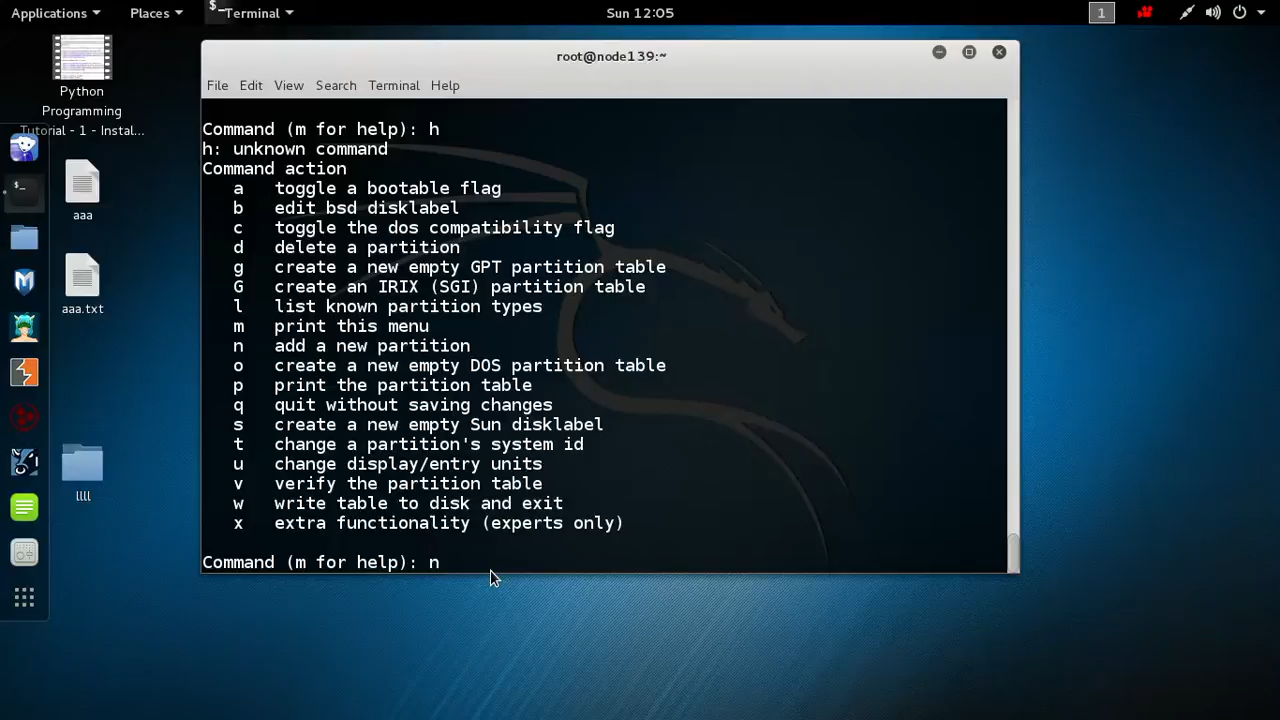 Applications Places Terminal Sun 12:05 1
root@node139:~
File Edit View Search Terminal Help
Python
Programming
Tutorial - 1 - Instal...
aaa
aaa.txt
llll
Command (m for help): h
h: unknown command
Command action
a toggle a bootable flag
b edit bsd disklabel
c toggle the dos compatibility flag
d delete a partition
g create a new empty GPT partition table
G create an IRIX (SGI) partition table
l list known partition types
m print this menu
n add a new partition
o create a new empty DOS partition table
p print the partition table
q quit without saving changes
s create a new empty Sun disklabel
t change a partition's system id
u change display/entry units
v verify the partition table
w write table to disk and exit
x extra functionality (experts only)
Command (m for help): n